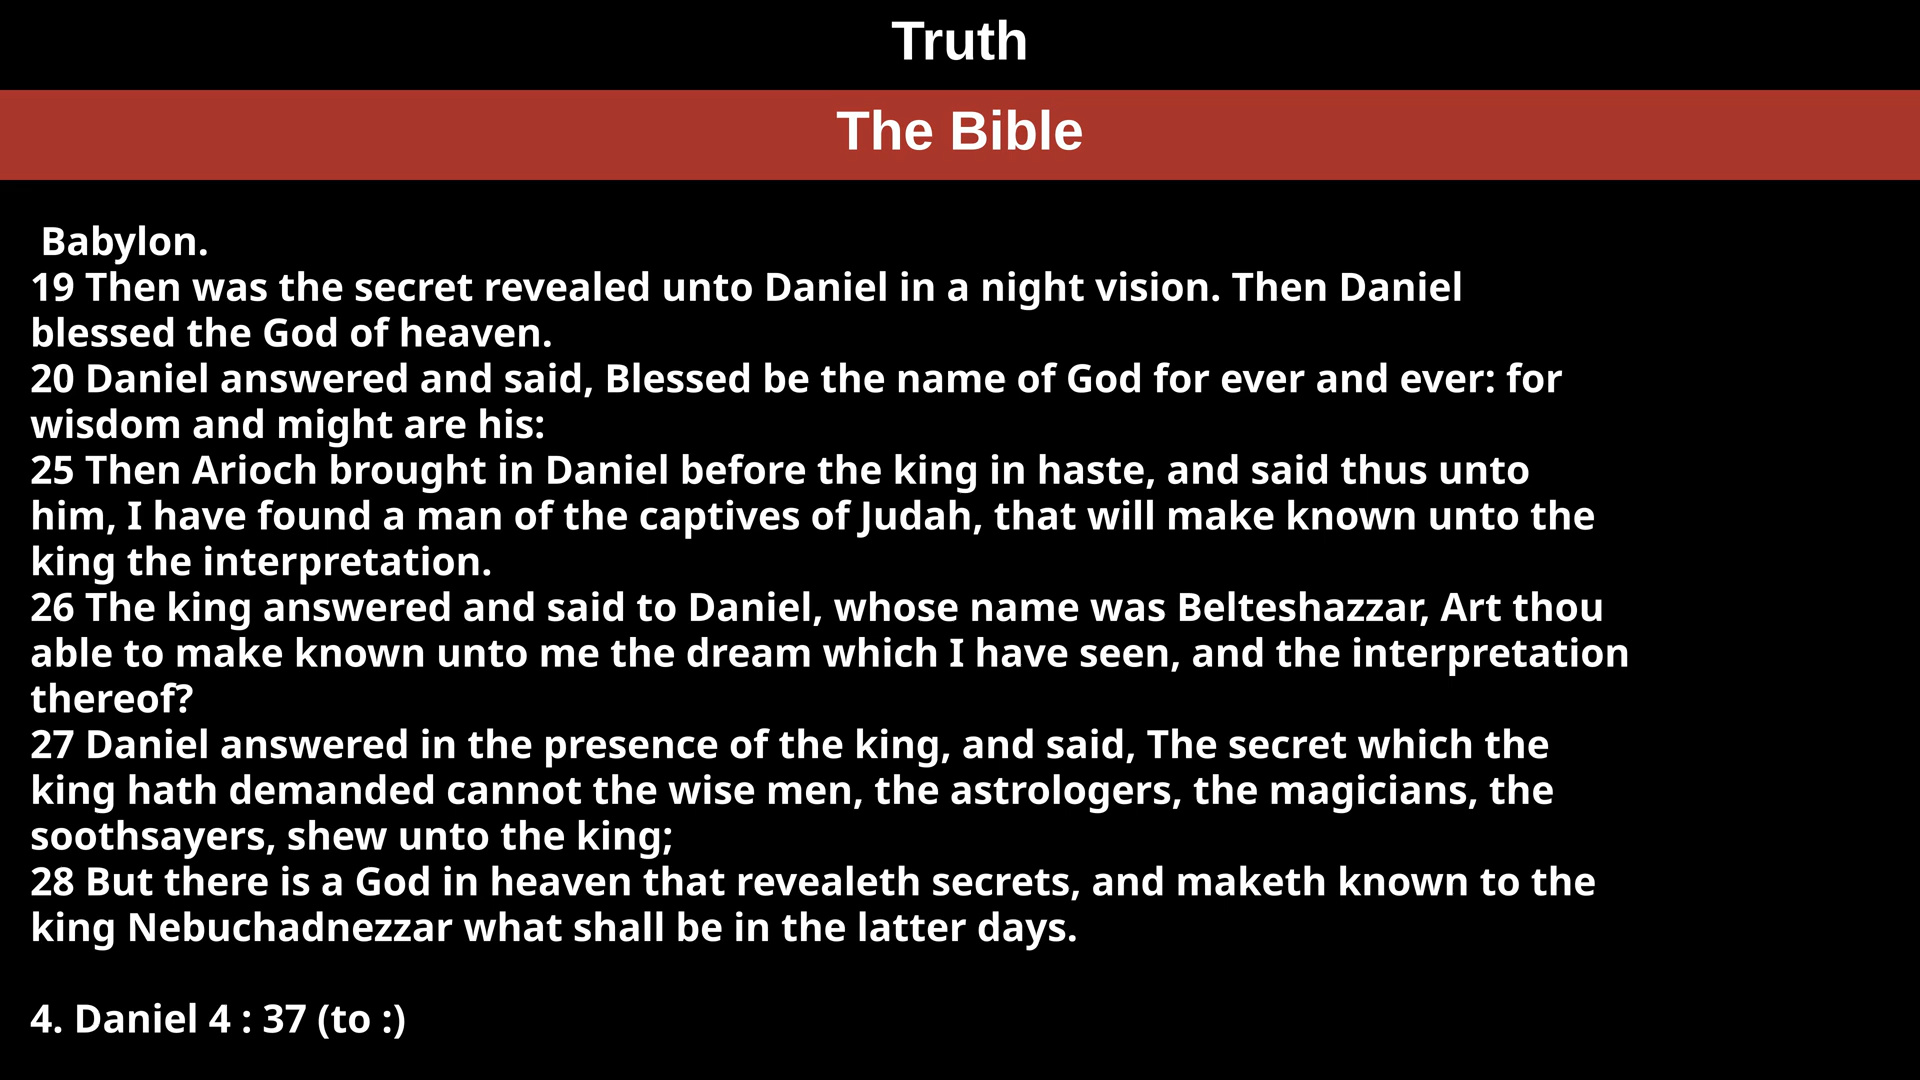 Truth
The Bible
Babylon.
19 Then was the secret revealed unto Daniel in a night vision. Then Daniel
blessed the God of heaven.
20 Daniel answered and said, Blessed be the name of God for ever and ever: for
wisdom and might are his:
25 Then Arioch brought in Daniel before the king in haste, and said thus unto
him, I have found a man of the captives of Judah, that will make known unto the
king the interpretation.
26 The king answered and said to Daniel, whose name was Belteshazzar, Art thou
able to make known unto me the dream which I have seen, and the interpretation
thereof?
27 Daniel answered in the presence of the king, and said, The secret which the
king hath demanded cannot the wise men, the astrologers, the magicians, the
soothsayers, shew unto the king;
28 But there is a God in heaven that revealeth secrets, and maketh known to the
king Nebuchadnezzar what shall be in the latter days.
4. Daniel 4 : 37 (to :)